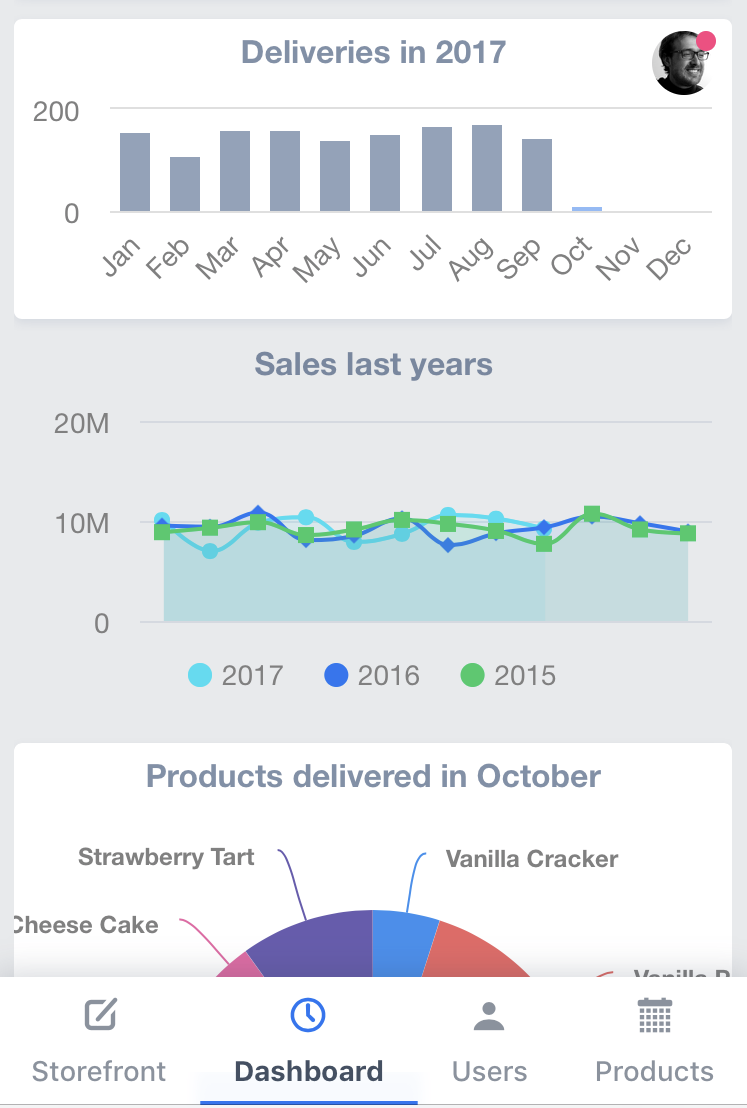 Deliveries in 2017
200
0
Jan Feb Mar Apr May Jun Jul Aug Sep Oct Nov Dec
Sales last years
20M
10M
0
2017 2016 2015
Products delivered in October
Strawberry Tart Vanilla Cracker
Cheese Cake
Vanilla
Storefront Dashboard Users Products